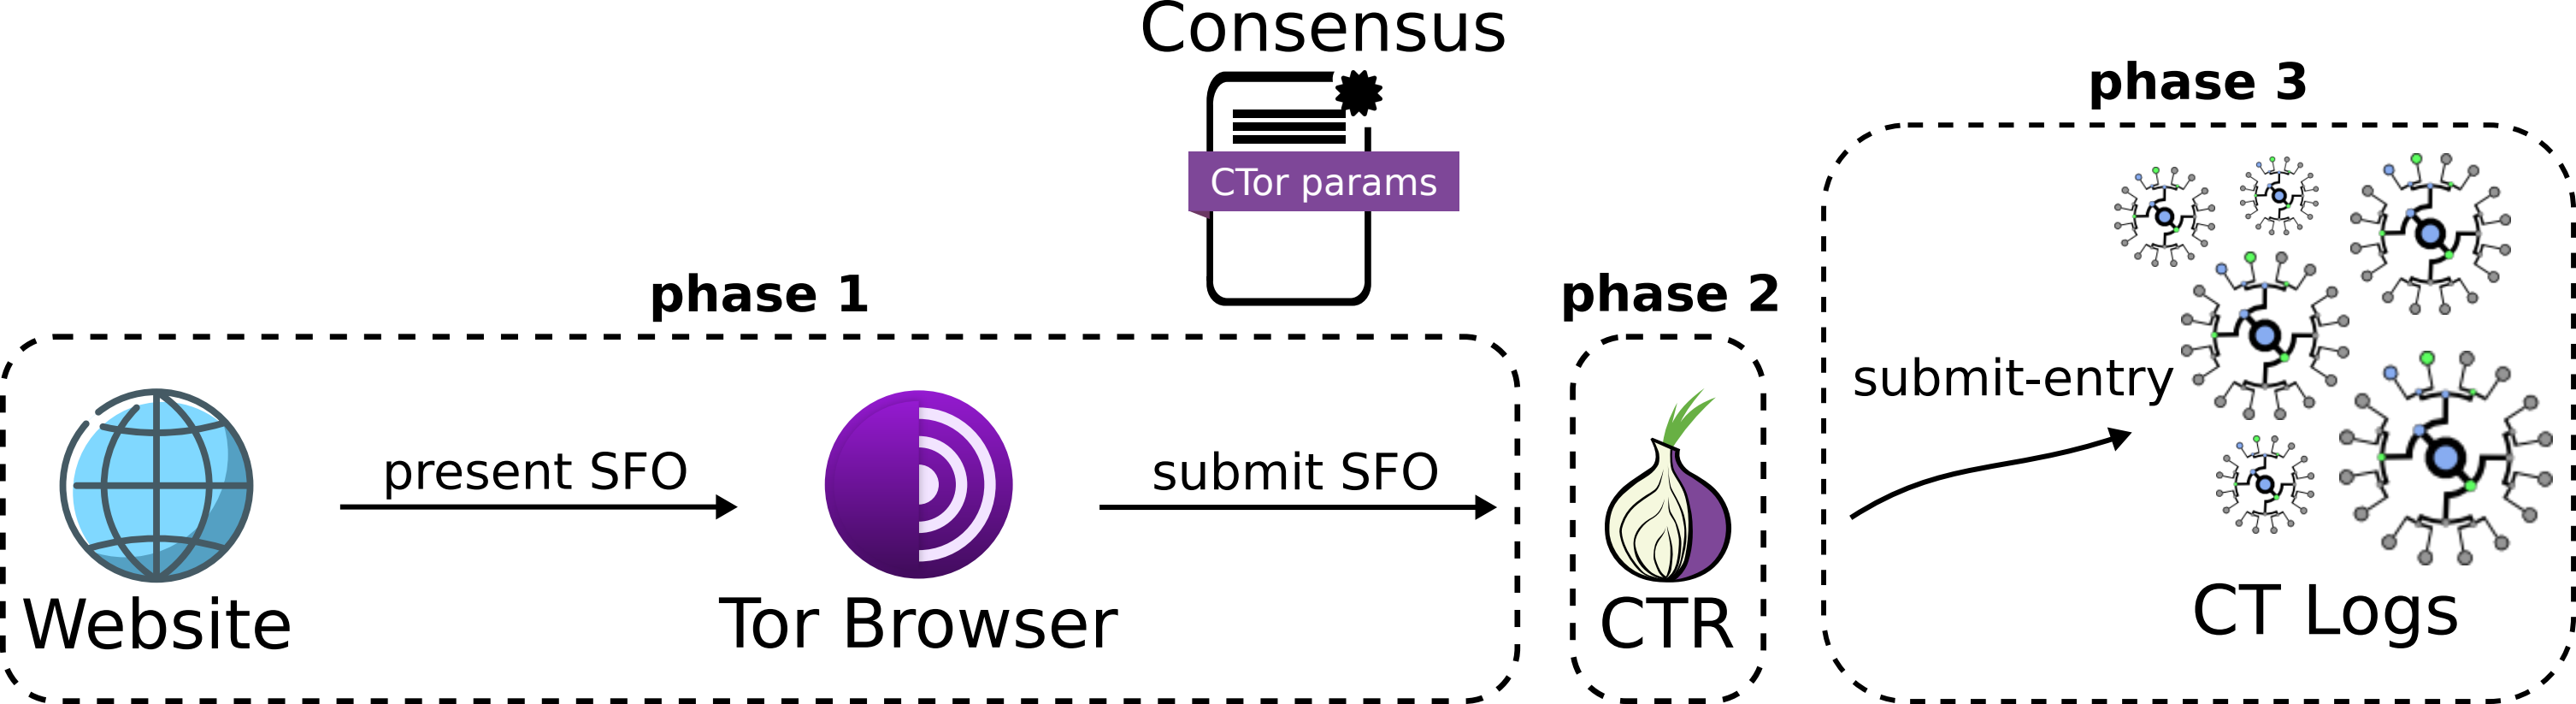 Consensus
CTor params
phase 1
present SFO
submit SFO
Website
Tor Browser
phase 2
CTR
phase 3
submit-entry
CT Logs